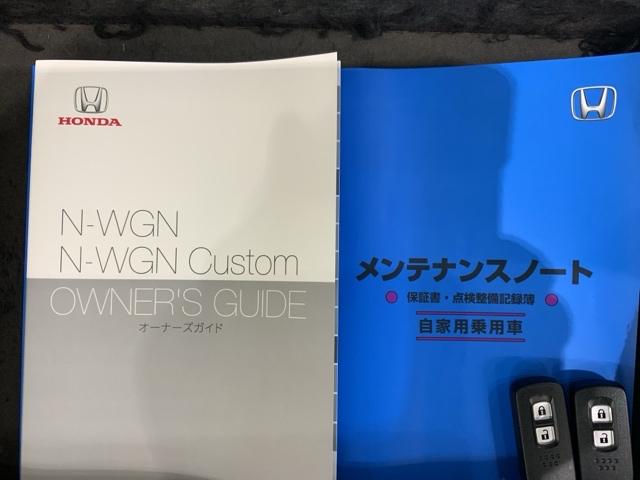 HONDA
N-WGN
N-WGN Custom
OWNER'S GUIDE
オーナーズガイド
メンテナンスノート
保証書・点検整備記録簿
自家用乗用車